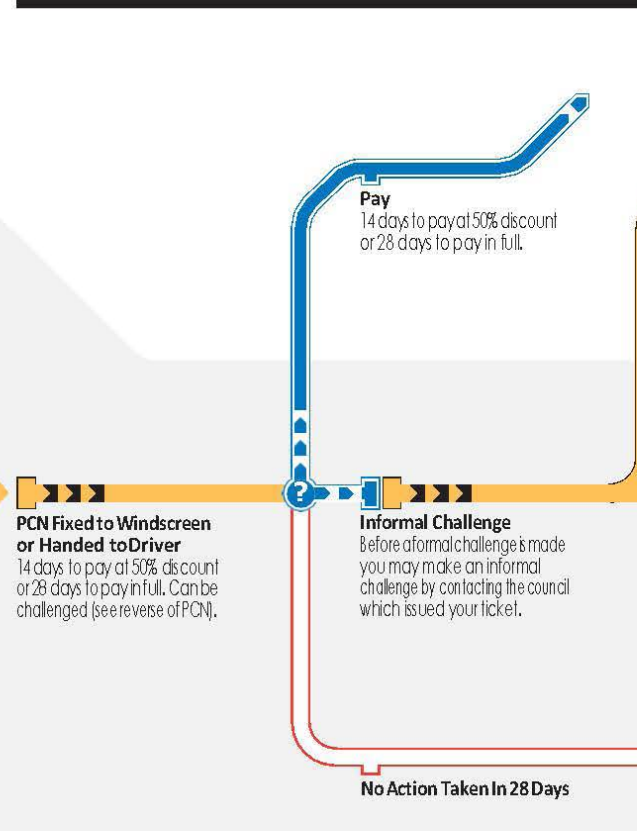 Pay
14 days to pay at 50% discount
or 28 days to pay in full.
?
PCN Fixed to Windscreen
or Handed to Driver
14 days to pay at 50% discount
or 28 days to pay in full. Can be
challenged (see reverse of PCN).
Informal Challenge
Before a formal challenge is made
you may make an informal
challenge by contacting the council
which issued your ticket.
No Action Taken In 28 Days